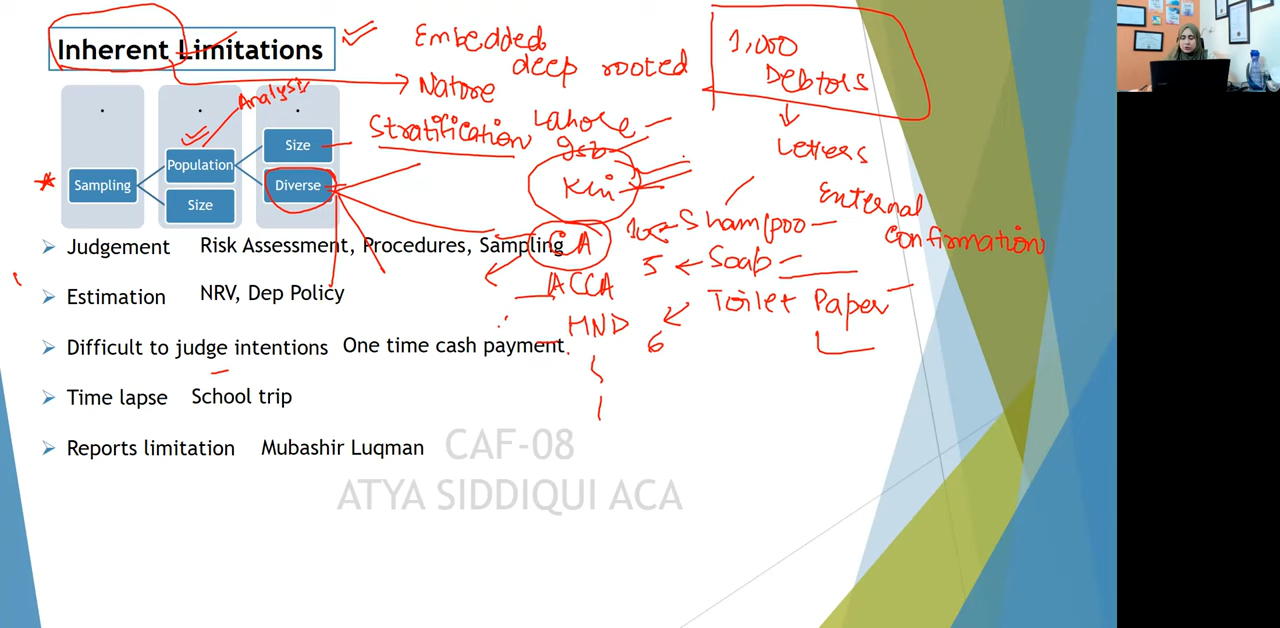 Inherent Limitations
Embedded
deep rooted
Nature
1,000
Debtors
Letters
Analysis
Stratification
Lahore
Isb
Khi
Size
Population
Sampling
Diverse
Size
External
Confirmation
10 Shampoo
5 Soap
6 Toilet Paper
CA
ACCA
HND
Judgement Risk Assessment, Procedures, Sampling
Estimation NRV, Dep Policy
Difficult to judge intentions One time cash payment.
Time lapse School trip
Reports limitation Mubashir Luqman
CAF-08
ATYA SIDDIQUI ACA